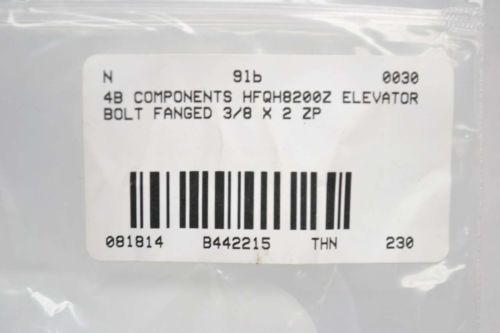 N 91b 0030
4B COMPONENTS HFQH8200Z ELEVATOR
BOLT FANGED 3/8 X 2 ZP
081814 B442215 THN 230